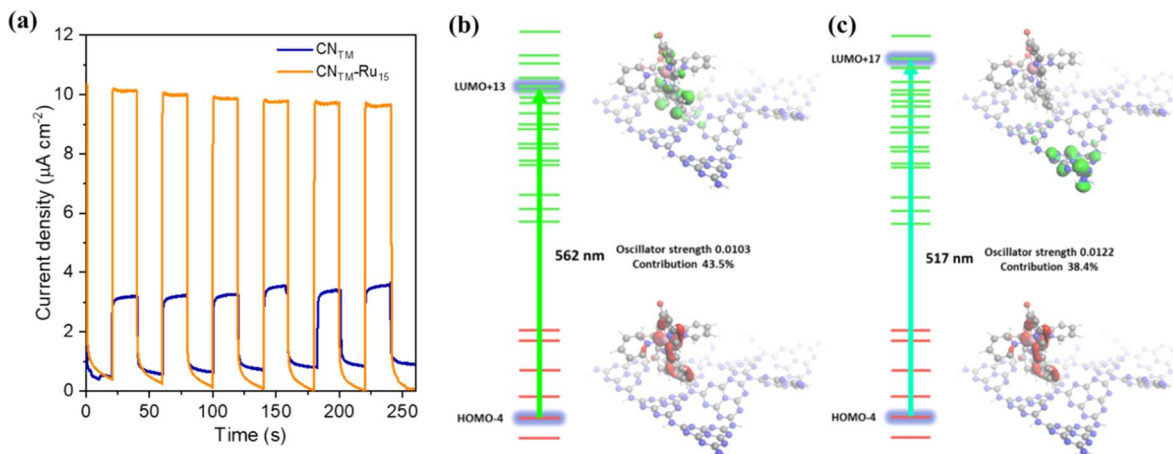 (a)
12
10
8
6
4
2
0
0
50
100
150
200
250
Current density (µA cm⁻²)
Time (s)
CN_TM
CN_TM-Ru₁₅
(b)
LUMO+13
562 nm
Oscillator strength 0.0103
Contribution 43.5%
HOMO-4
(c)
LUMO+17
517 nm
Oscillator strength 0.0122
Contribution 38.4%
HOMO-4